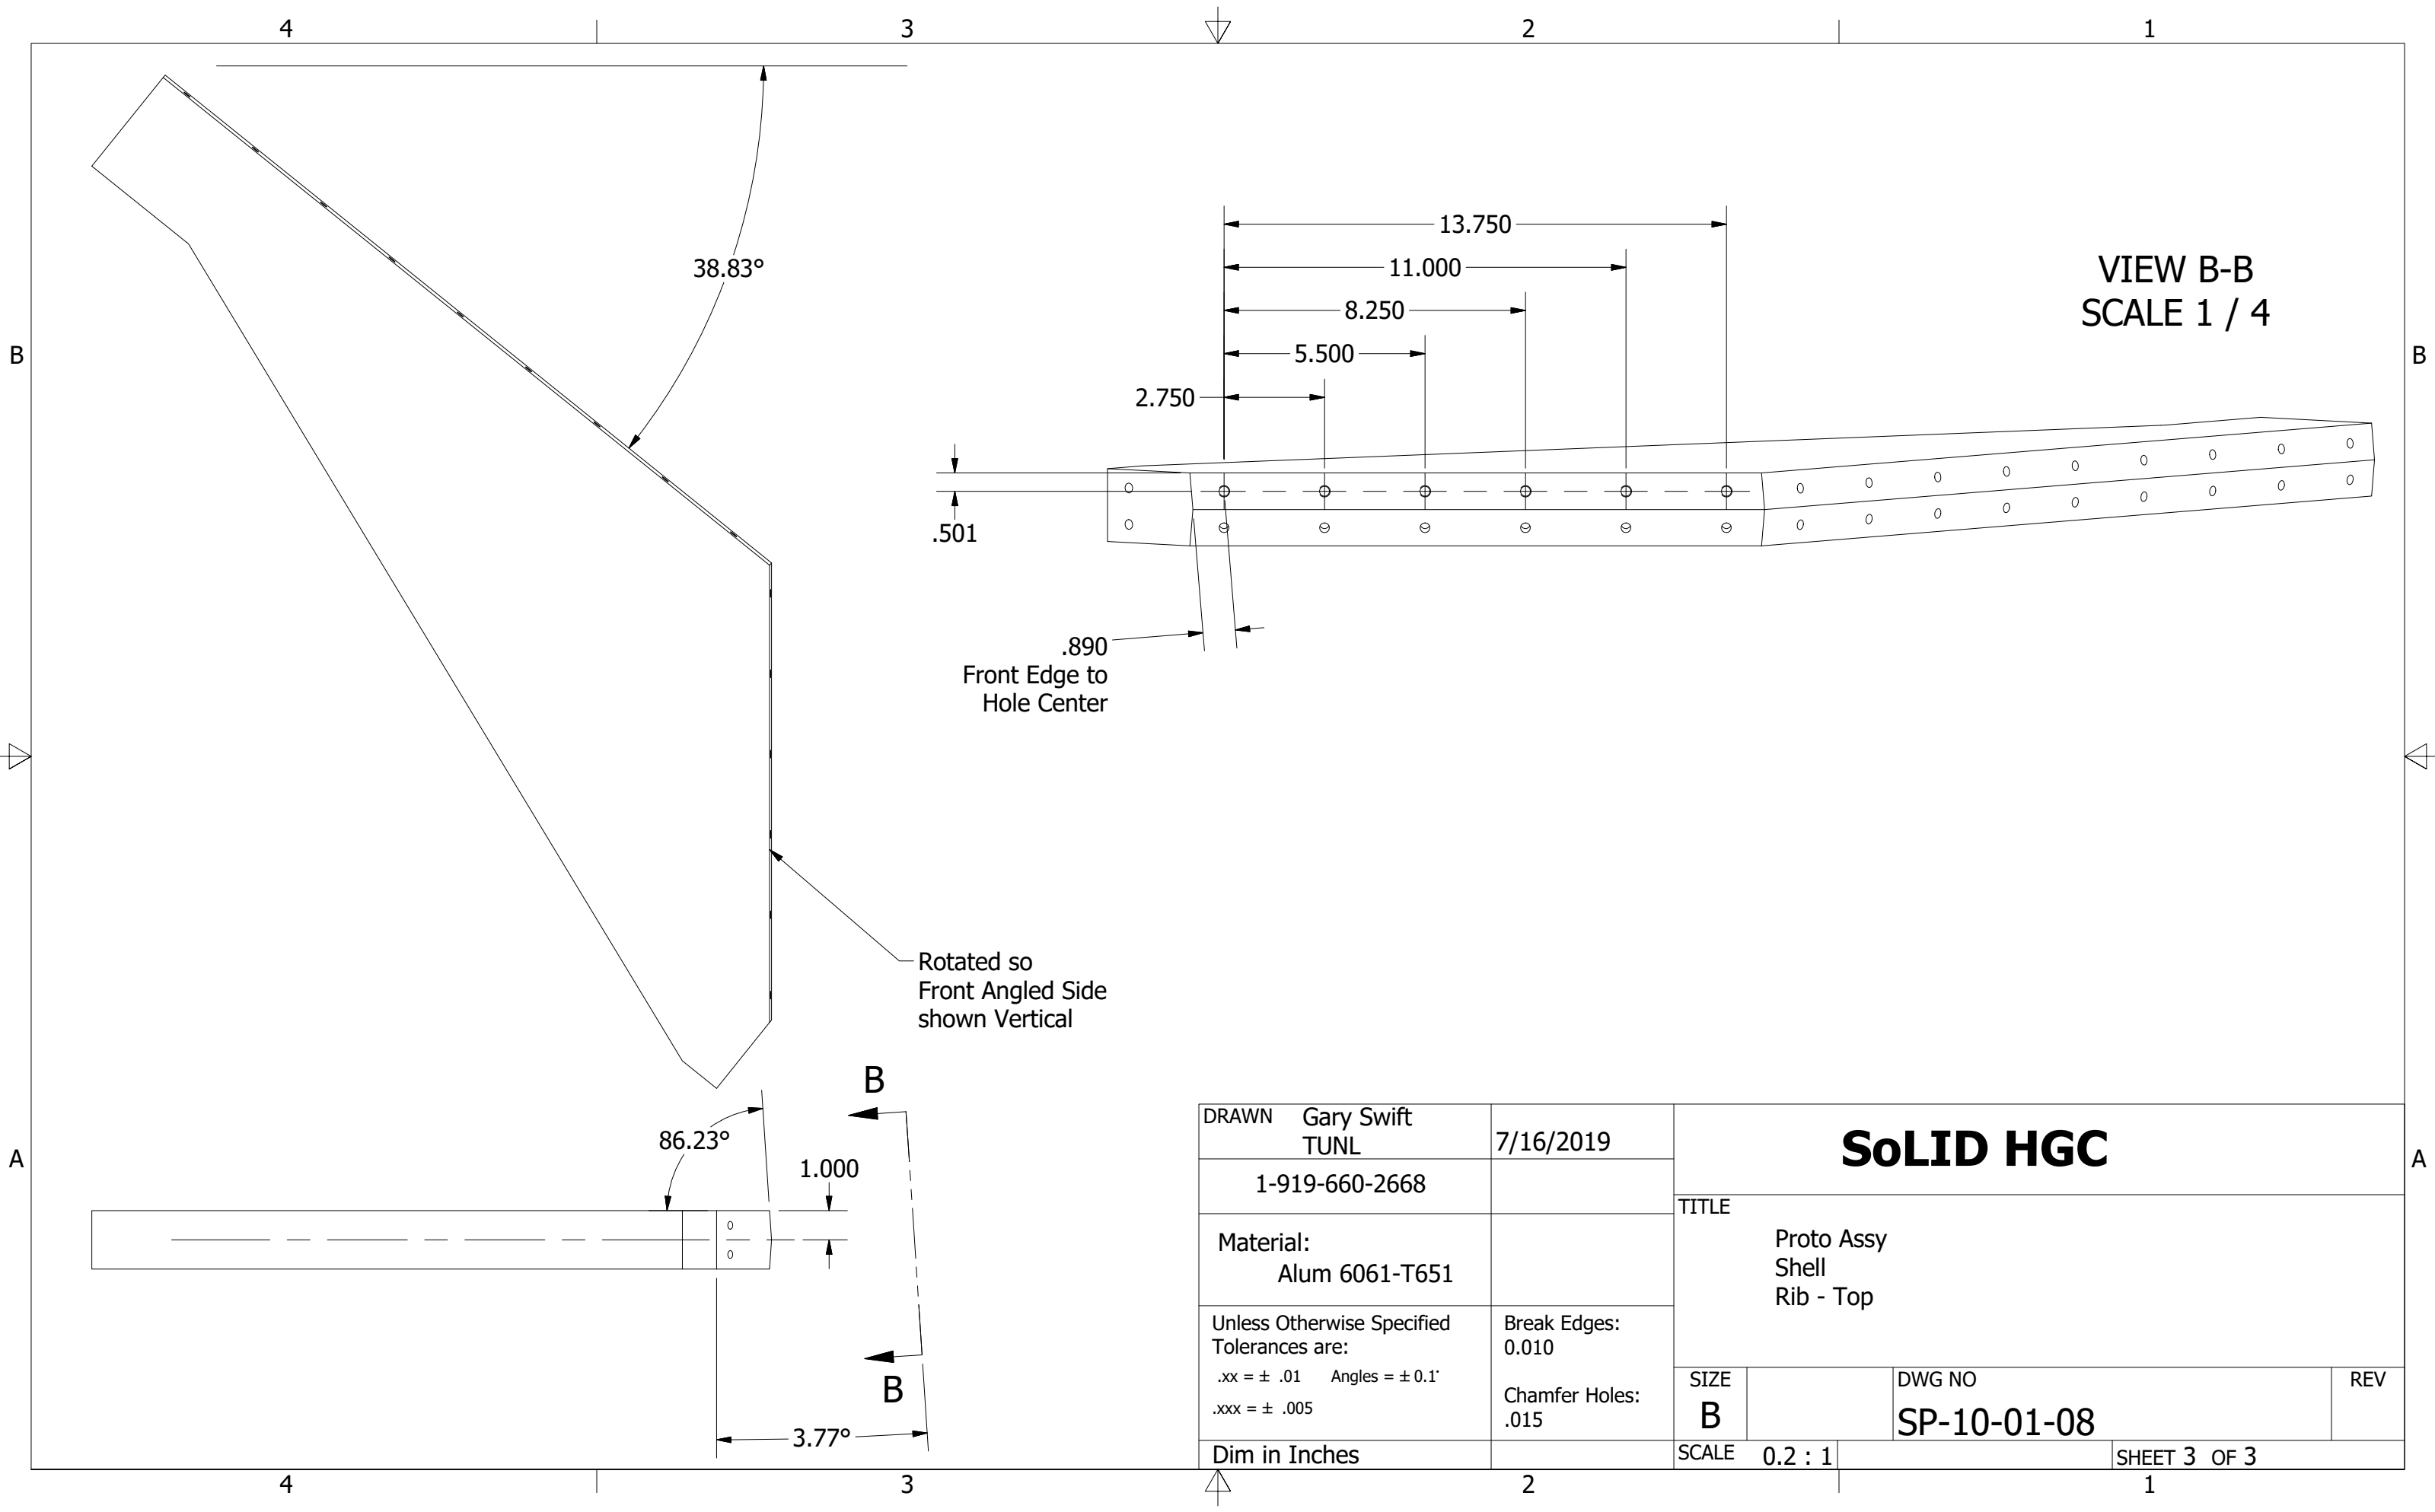 4 3 2 1
38.83°
13.750
11.000
8.250
5.500
2.750
VIEW B-B
SCALE 1 / 4
B B
.501
.890
Front Edge to
Hole Center
Rotated so
Front Angled Side
shown Vertical
B
86.23°
1.000
A A
B
3.77°
DRAWN Gary Swift
TUNL
7/16/2019
1-919-660-2668
Material:
Alum 6061-T651
Unless Otherwise Specified
Tolerances are:
.xx = ± .01 Angles = ± 0.1°
.xxx = ± .005
Break Edges:
0.010
Chamfer Holes:
.015
Dim in Inches
SoLID HGC
TITLE
Proto Assy
Shell
Rib - Top
SIZE
B
DWG NO
SP-10-01-08
REV
SCALE 0.2 : 1
SHEET 3 OF 3
4 3 2 1